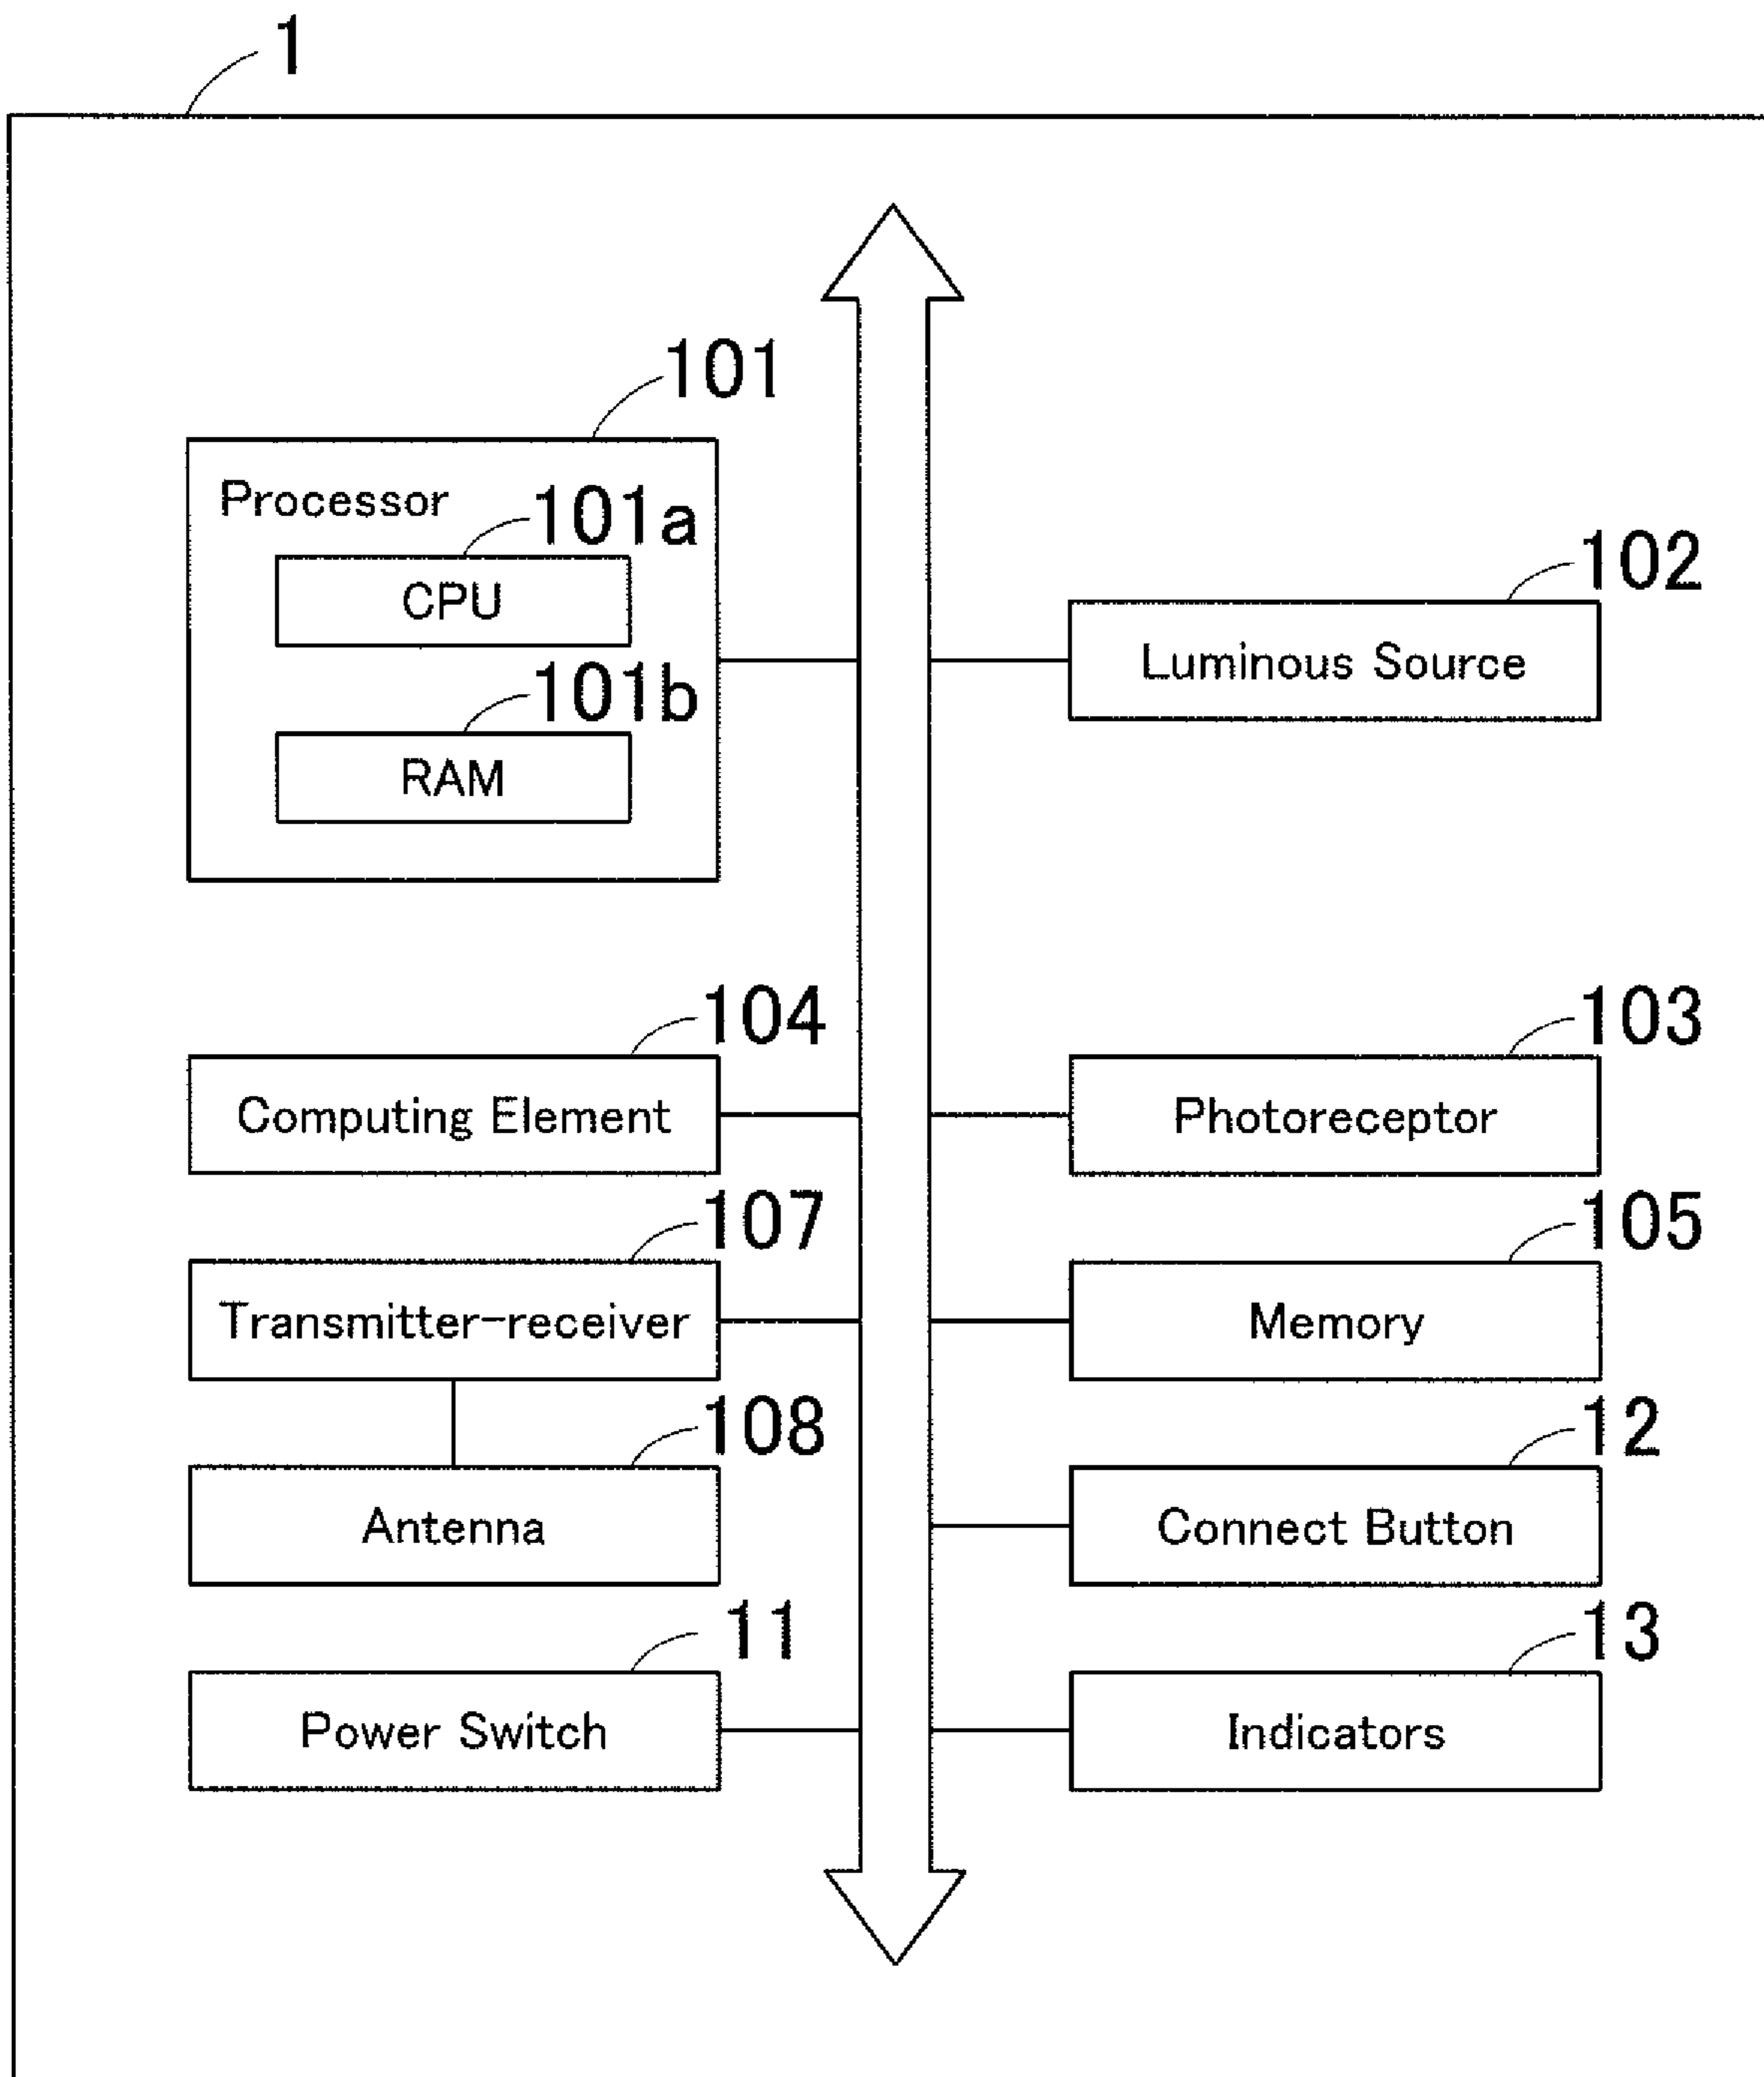 1
101
Processor
101a
CPU
101b
RAM
102
Luminous Source
104
Computing Element
103
Photoreceptor
107
Transmitter-receiver
105
Memory
108
Antenna
12
Connect Button
11
Power Switch
13
Indicators